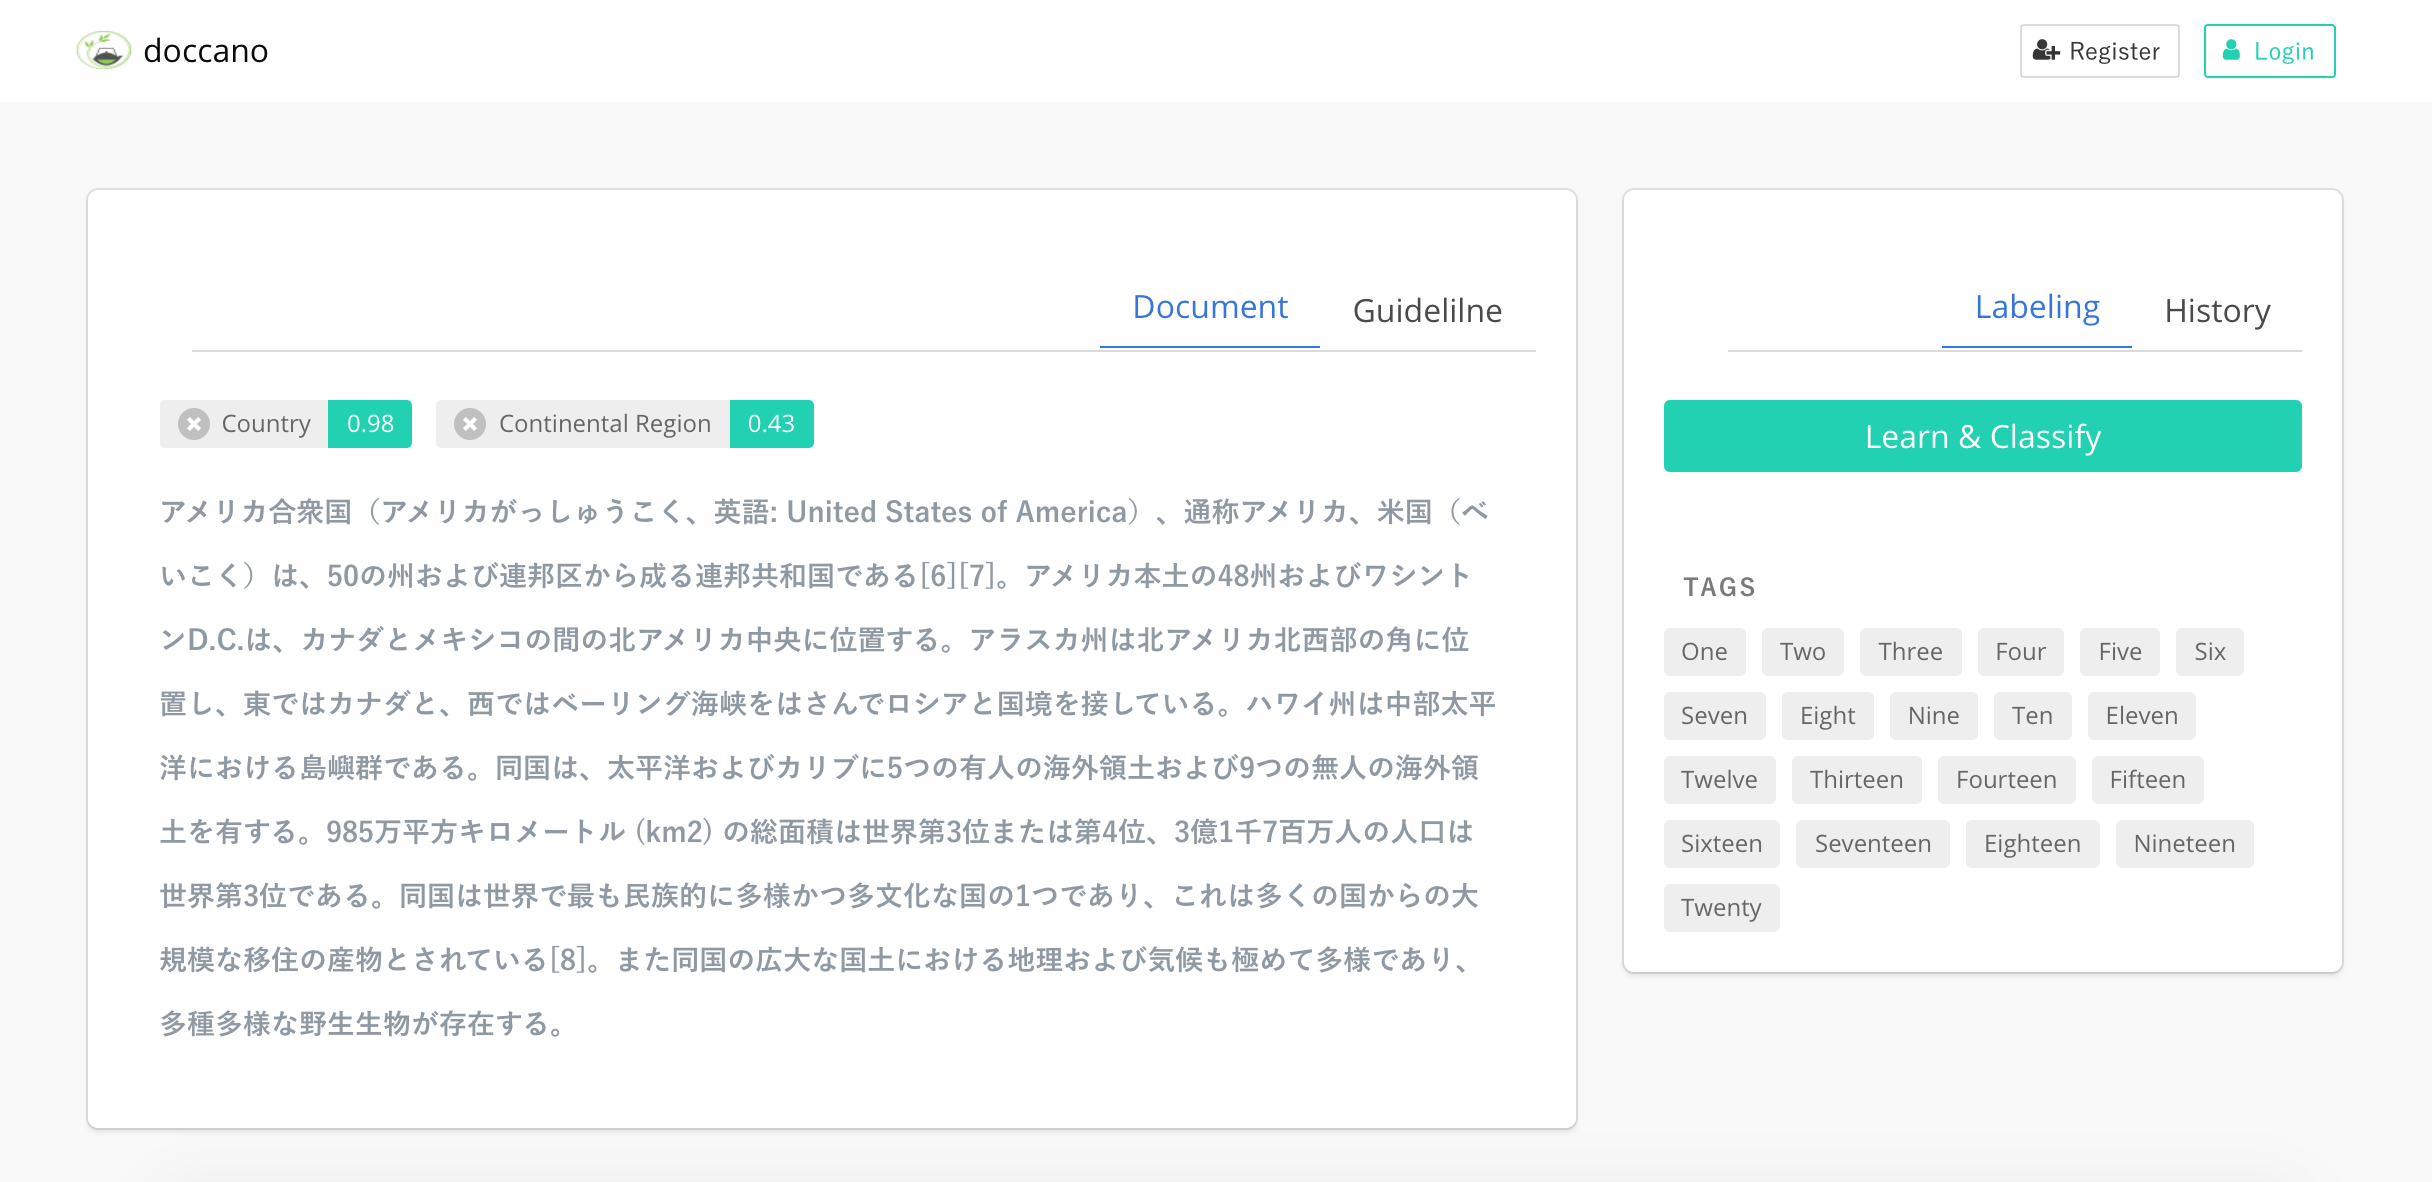 doccano
Register
Login
Document
Guidelilne
Country 0.98
Continental Region 0.43
アメリカ合衆国（アメリカがっしゅうこく、英語: United States of America）、通称アメリカ、米国（べ
いこく）は、50の州および連邦区から成る連邦共和国である[6][7]。アメリカ本土の48州およびワシント
ンD.C.は、カナダとメキシコの間の北アメリカ中央に位置する。アラスカ州は北アメリカ北西部の角に位
置し、東ではカナダと、西ではベーリング海峡をはさんでロシアと国境を接している。ハワイ州は中部太平
洋における島嶼群である。同国は、太平洋およびカリブに5つの有人の海外領土および9つの無人の海外領
土を有する。985万平方キロメートル (km2) の総面積は世界第3位または第4位、3億1千7百万人の人口は
世界第3位である。同国は世界で最も民族的に多様かつ多文化な国の1つであり、これは多くの国からの大
規模な移住の産物とされている[8]。また同国の広大な国土における地理および気候も極めて多様であり、
多種多様な野生生物が存在する。
Labeling
History
Learn & Classify
TAGS
One Two Three Four Five Six
Seven Eight Nine Ten Eleven
Twelve Thirteen Fourteen Fifteen
Sixteen Seventeen Eighteen Nineteen
Twenty